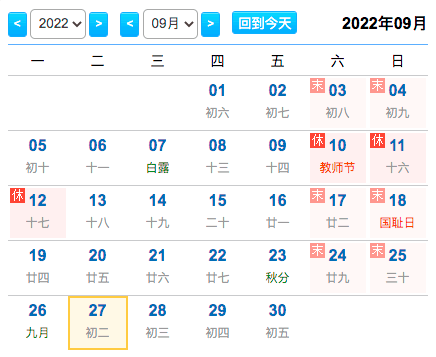 < 2022 > < 09月 > 回到今天 2022年09月
一 二 三 四 五 六 日
01 02 末 03 末 04
初六 初七 初八 初九
05 06 07 08 09 休 10 休 11
初十 十一 白露 十三 十四 教师节 十六
休 12 13 14 15 16 末 17 末 18
十七 十八 十九 二十 廿一 廿二 国耻日
19 20 21 22 23 末 24 末 25
廿四 廿五 廿六 廿七 秋分 廿九 三十
26 27 28 29 30
九月 初二 初三 初四 初五